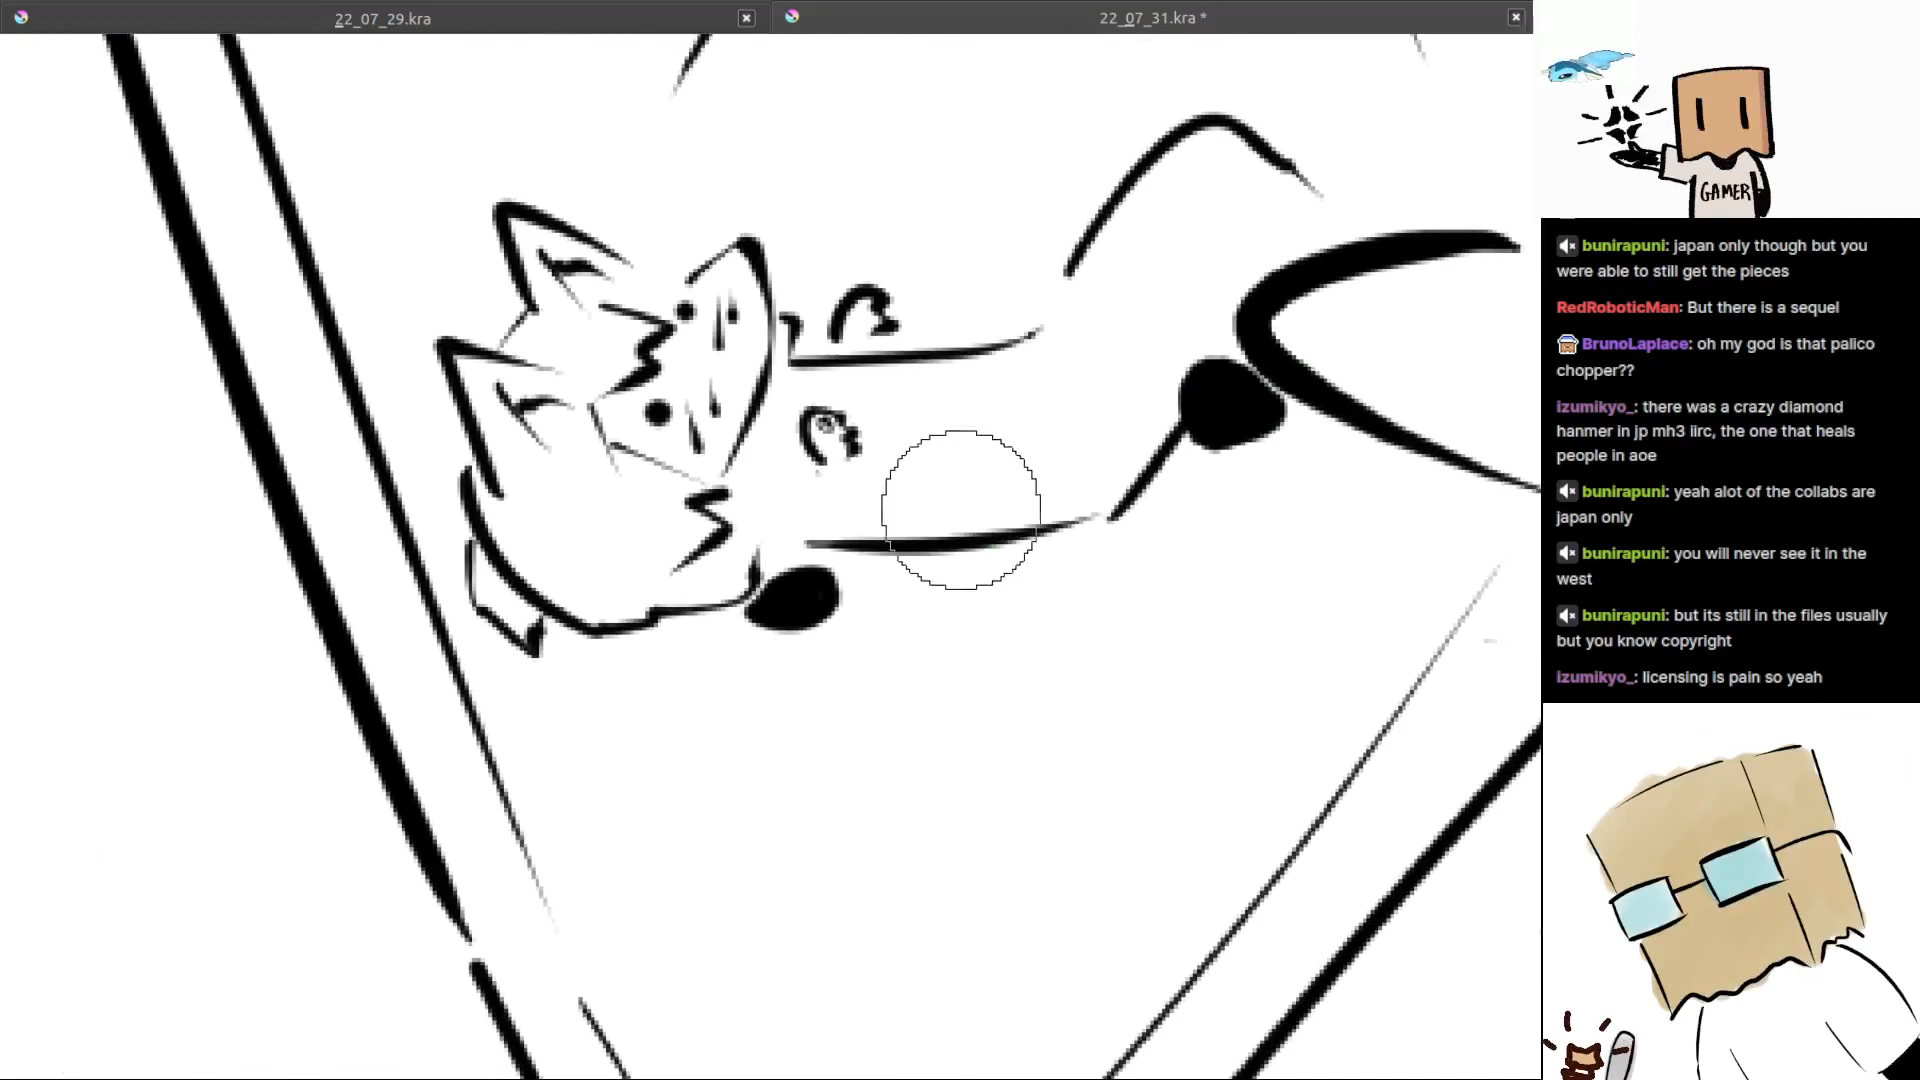 22_07_29.kra
22_07_31.kra *
GAMER
bunirapuni: japan only though but you
were able to still get the pieces
RedRoboticMan: But there is a sequel
BrunoLaplace: oh my god is that palico
chopper??
izumikyo_: there was a crazy diamond
hanmer in jp mh3 iirc, the one that heals
people in aoe
bunirapuni: yeah alot of the collabs are
japan only
bunirapuni: you will never see it in the
west
bunirapuni: but its still in the files usually
but you know copyright
izumikyo_: licensing is pain so yeah